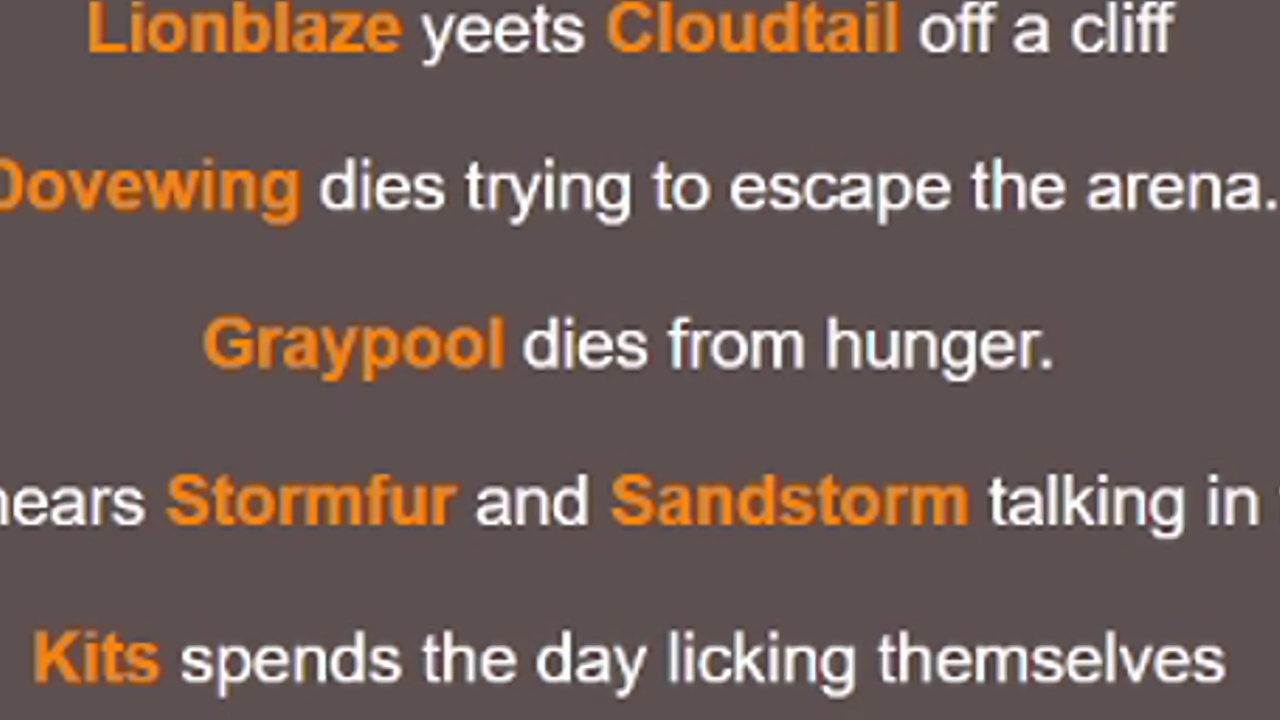 Lionblaze yeets Cloudtail off a cliff
Dovewing dies trying to escape the arena.
Graypool dies from hunger.
hears Stormfur and Sandstorm talking in
Kits spends the day licking themselves